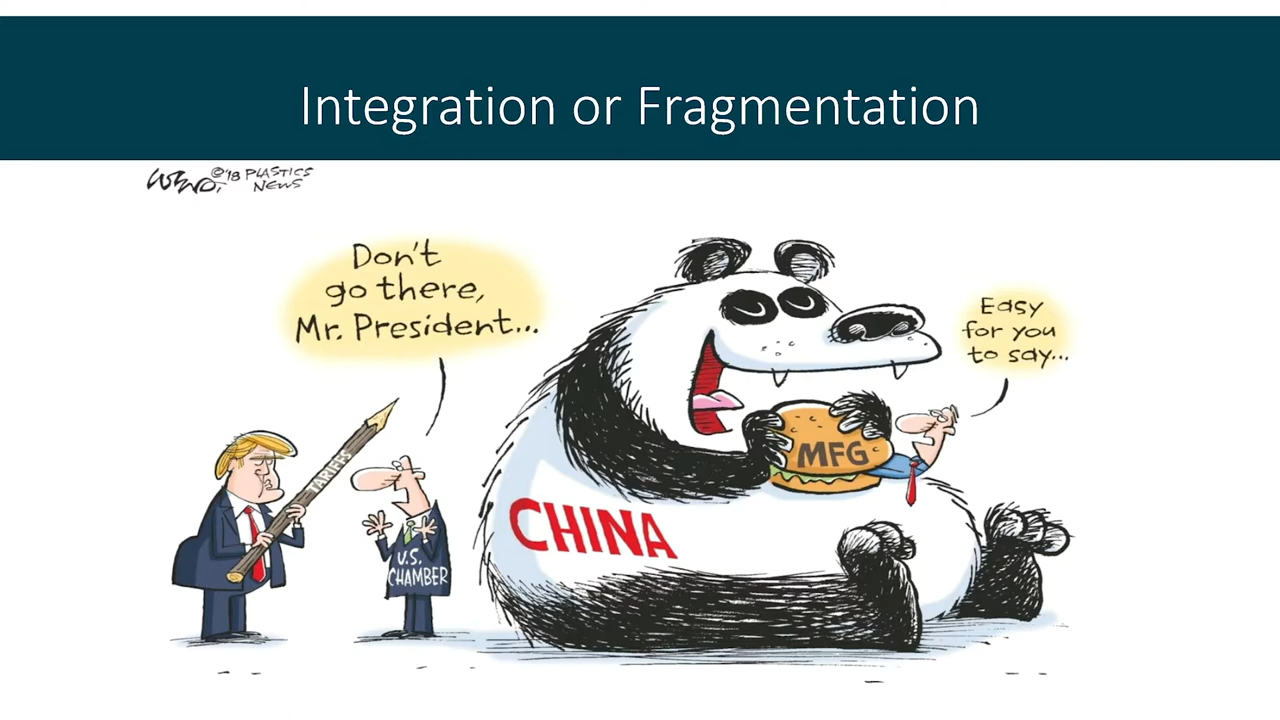 Integration or Fragmentation
©'18 PLASTICS
NEWS
Don't
go there,
Mr. President...
Easy
for you
to say...
TARIFFS
MFG
U.S.
CHAMBER
CHINA